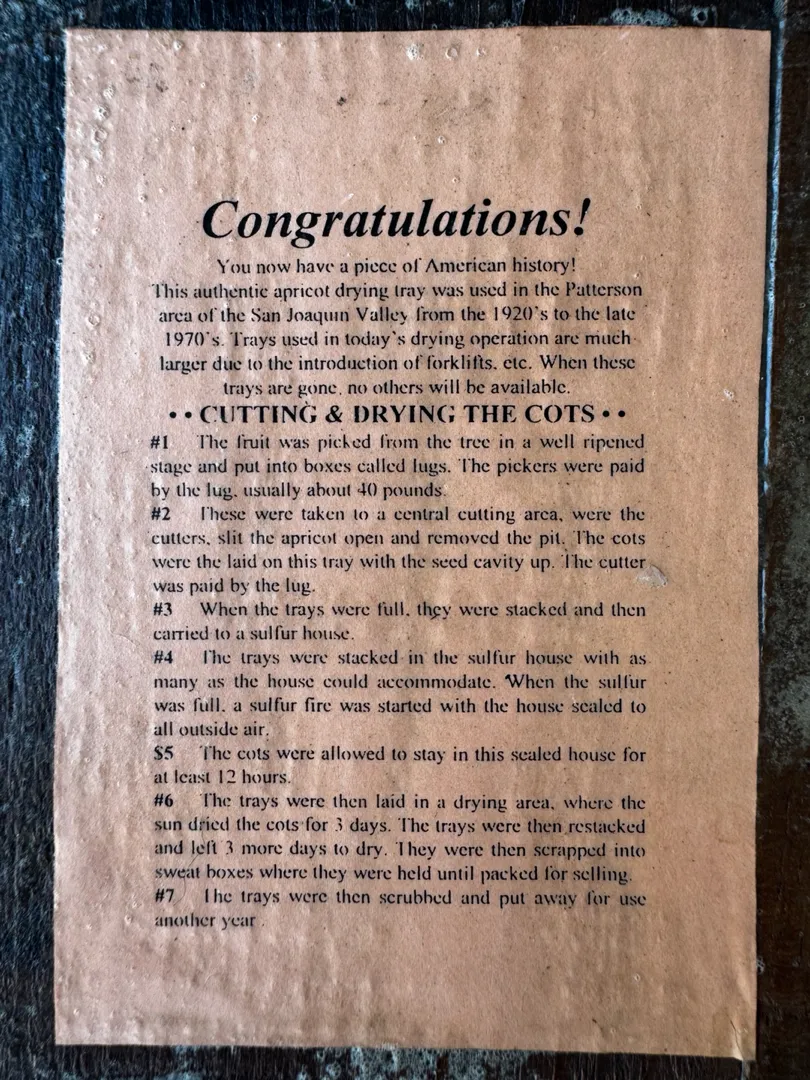 Congratulations!
You now have a piece of American history!
This authentic apricot drying tray was used in the Patterson
area of the San Joaquin Valley from the 1920's to the late
1970's. Trays used in today's drying operation are much
larger due to the introduction of forklifts, etc. When these
trays are gone, no others will be available.
• • CUTTING & DRYING THE COTS • •
#1 The fruit was picked from the tree in a well ripened
stage and put into boxes called lugs. The pickers were paid
by the lug, usually about 40 pounds.
#2 These were taken to a central cutting area, were the
cutters, slit the apricot open and removed the pit. The cots
were the laid on this tray with the seed cavity up. The cutter
was paid by the lug.
#3 When the trays were full, they were stacked and then
carried to a sulfur house.
#4 The trays were stacked in the sulfur house with as
many as the house could accommodate. When the sulfur
was full, a sulfur fire was started with the house sealed to
all outside air.
$5 The cots were allowed to stay in this sealed house for
at least 12 hours.
#6 The trays were then laid in a drying area, where the
sun dried the cots for 3 days. The trays were then restacked
and left 3 more days to dry. They were then scrapped into
sweat boxes where they were held until packed for selling.
#7 The trays were then scrubbed and put away for use
another year.